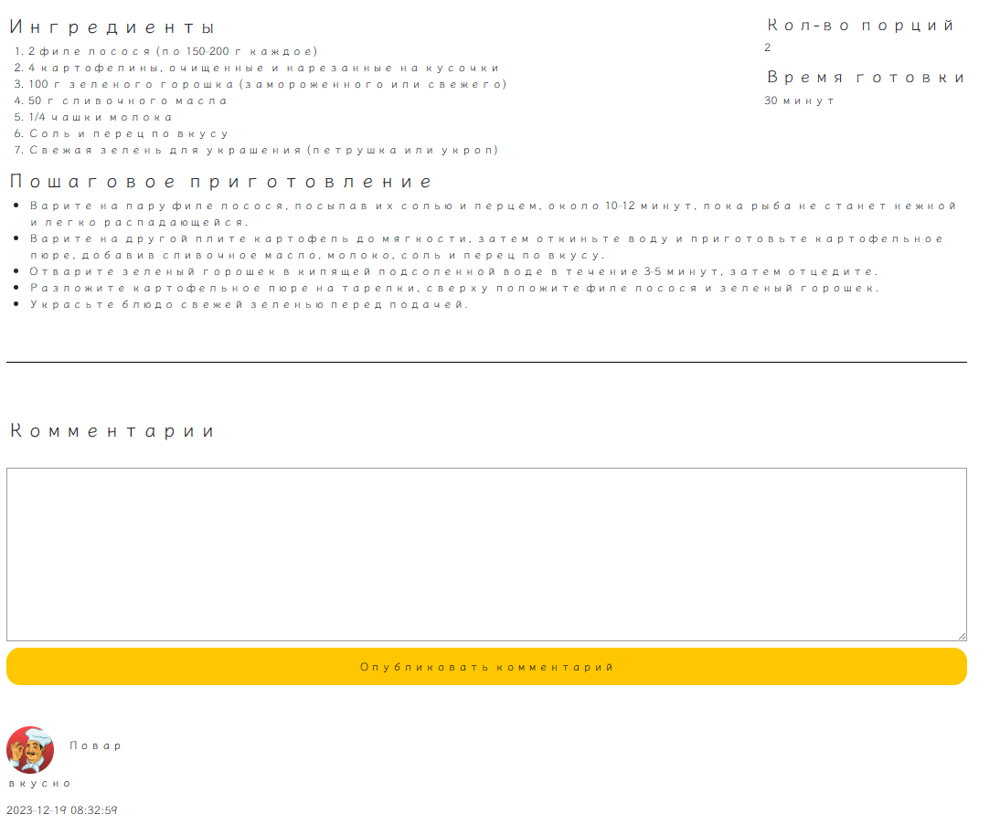 Ингредиенты
1. 2 филе лосося (по 150-200 г каждое)
2. 4 картофелины, очищенные и нарезанные на кусочки
3. 100 г зеленого горошка (замороженного или свежего)
4. 50 г сливочного масла
5. 1/4 чашки молока
6. Соль и перец по вкусу
7. Свежая зелень для украшения (петрушка или укроп)
Кол-во порций
2
Время готовки
30 минут
Пошаговое приготовление
• Варите на пару филе лосося, посыпав их солью и перцем, около 10-12 минут, пока рыба не станет нежной
и легко распадающейся.
• Варите на другой плите картофель до мягкости, затем откиньте воду и приготовьте картофельное
пюре, добавив сливочное масло, молоко, соль и перец по вкусу.
• Отварите зеленый горошек в кипящей подсоленной воде в течение 3-5 минут, затем отцедите.
• Разложите картофельное пюре на тарелки, сверху положите филе лосося и зеленый горошек.
• Украсьте блюдо свежей зеленью перед подачей.
Комментарии
Опубликовать комментарий
Повар
вкусно
2023-12-19 08:32:59